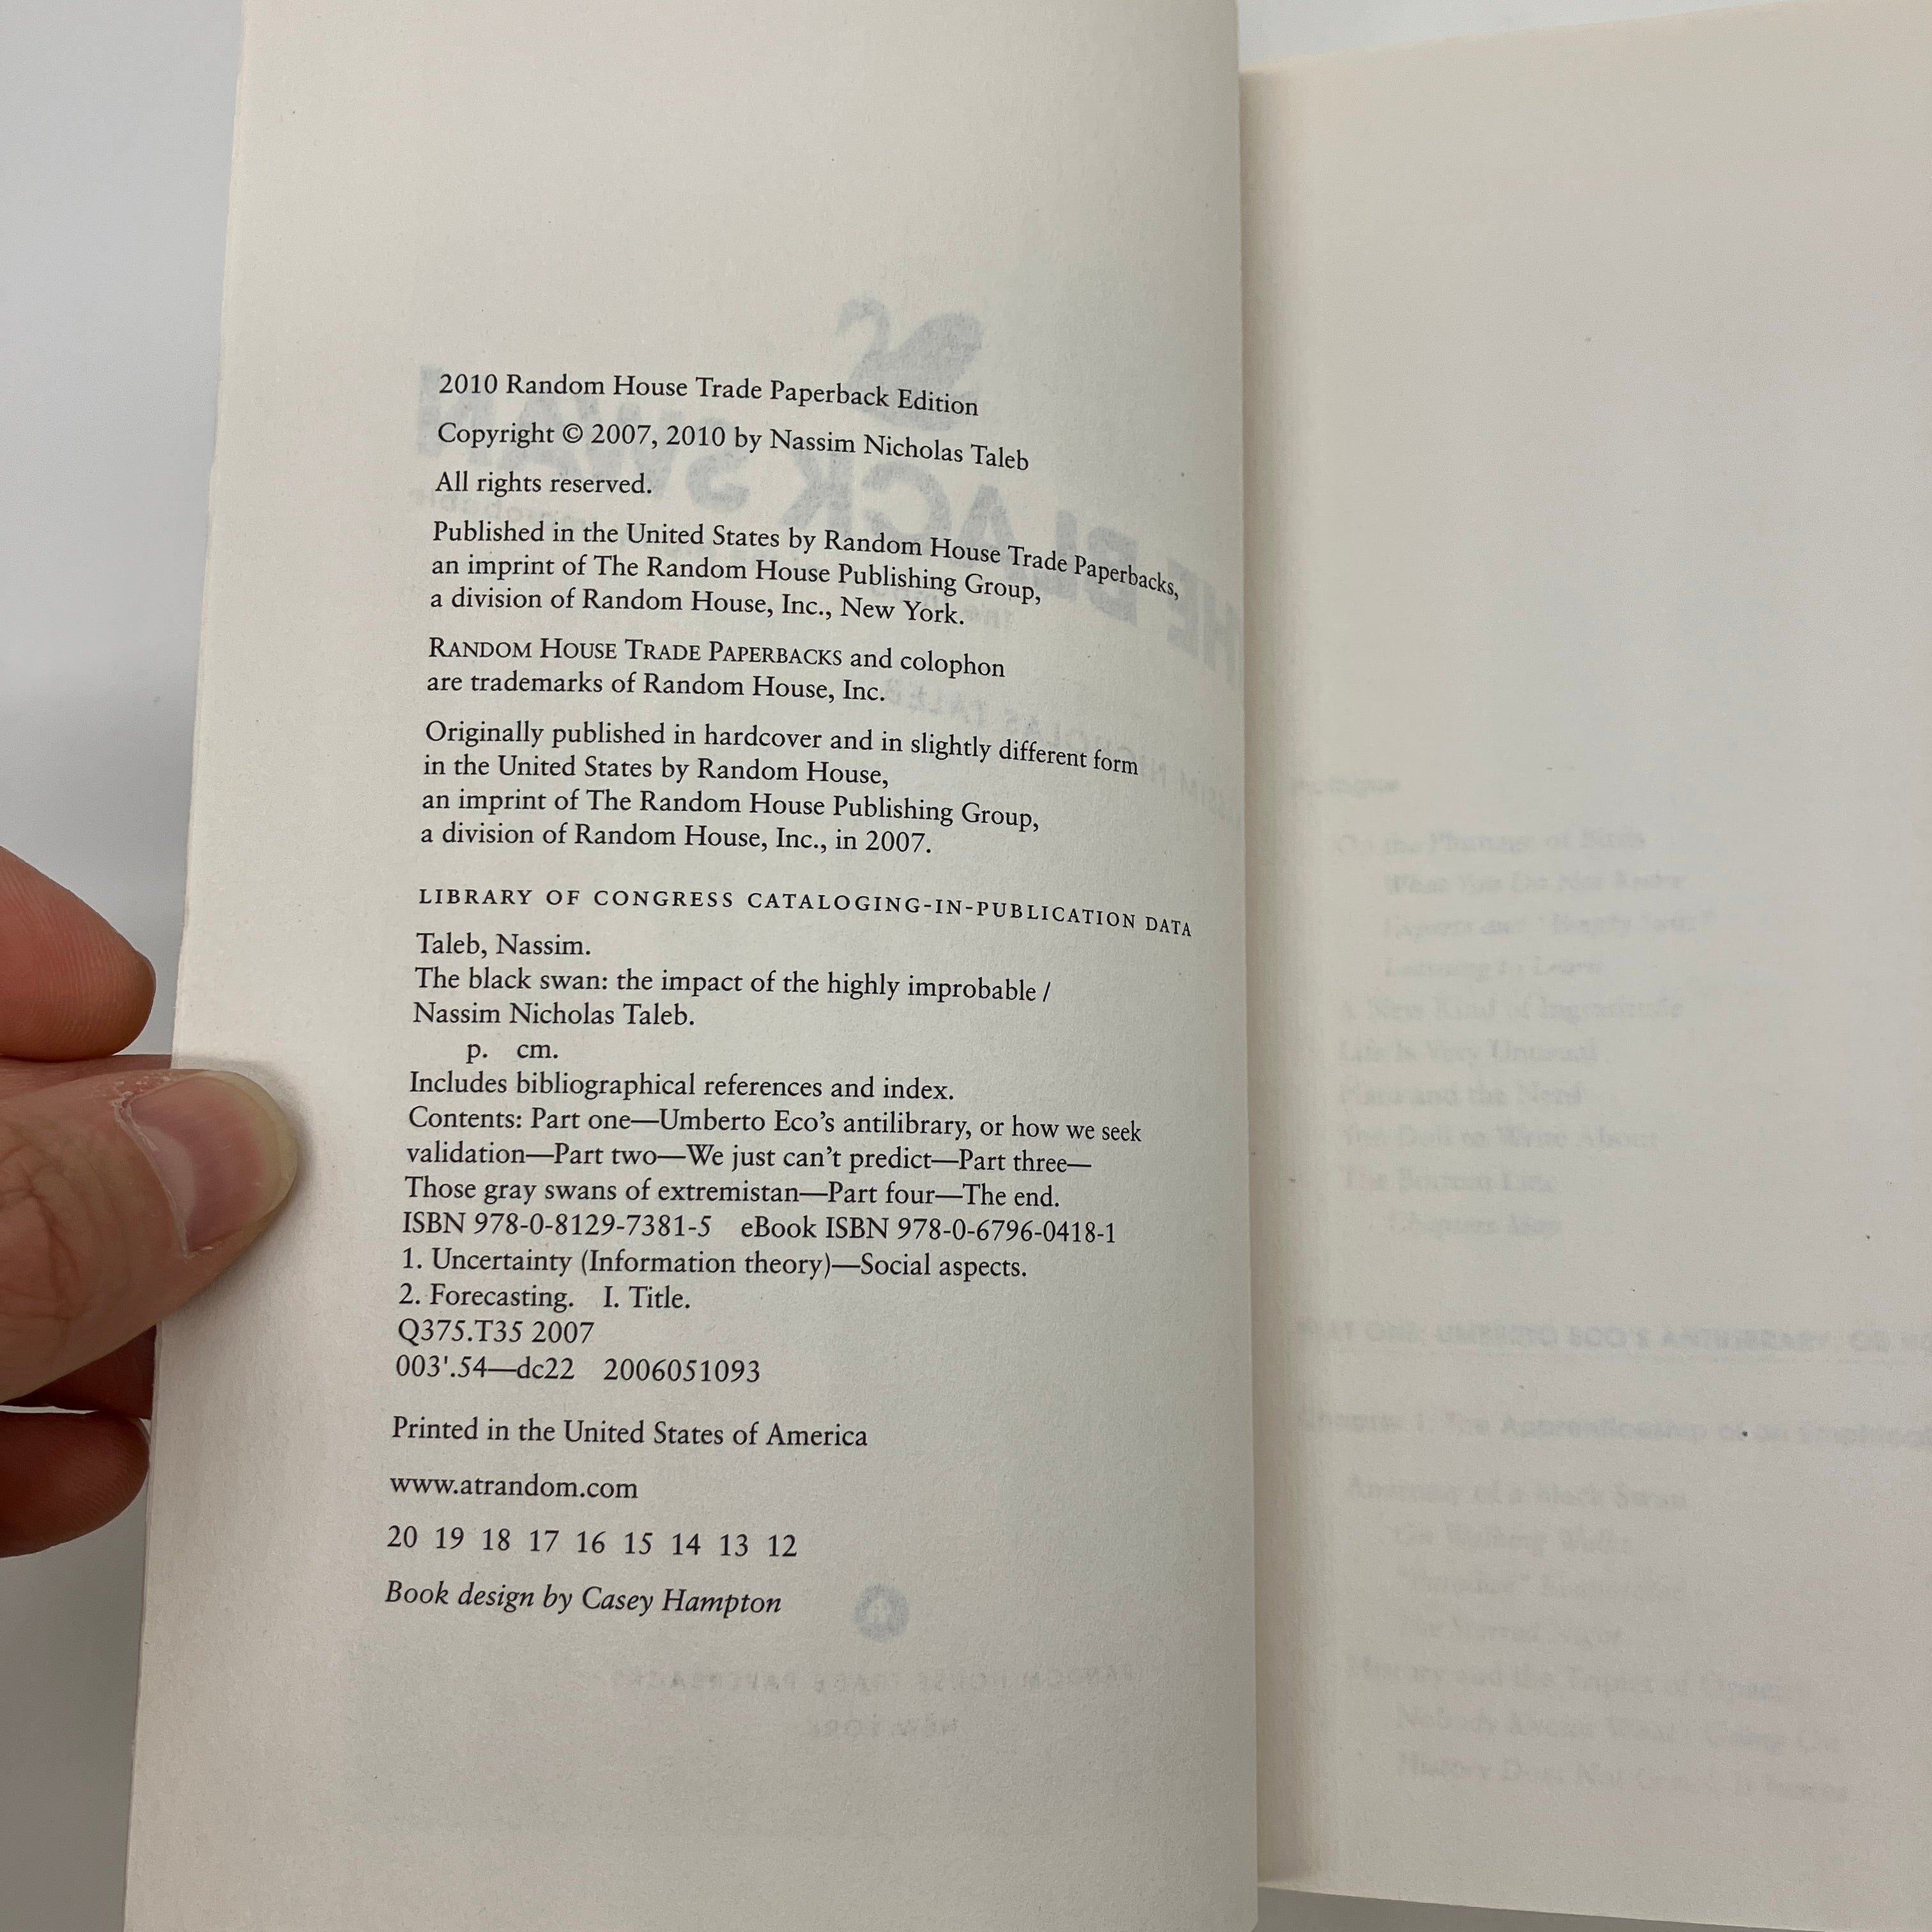 2010 Random House Trade Paperback Edition
Copyright © 2007, 2010 by Nassim Nicholas Taleb
All rights reserved.
Published in the United States by Random House Trade Paperbacks,
an imprint of The Random House Publishing Group,
a division of Random House, Inc., New York.
RANDOM HOUSE TRADE PAPERBACKS and colophon
are trademarks of Random House, Inc.
Originally published in hardcover and in slightly different form
in the United States by Random House,
an imprint of The Random House Publishing Group,
a division of Random House, Inc., in 2007.
LIBRARY OF CONGRESS CATALOGING-IN-PUBLICATION DATA
Taleb, Nassim.
The black swan: the impact of the highly improbable /
Nassim Nicholas Taleb.
p. cm.
Includes bibliographical references and index.
Contents: Part one—Umberto Eco's antilibrary, or how we seek
validation—Part two—We just can't predict—Part three—
Those gray swans of extremistan—Part four—The end.
ISBN 978-0-8129-7381-5 eBook ISBN 978-0-6796-0418-1
1. Uncertainty (Information theory)—Social aspects.
2. Forecasting. I. Title.
Q375.T35 2007
003'.54—dc22 2006051093
Printed in the United States of America
www.atrandom.com
20 19 18 17 16 15 14 13 12
Book design by Casey Hampton